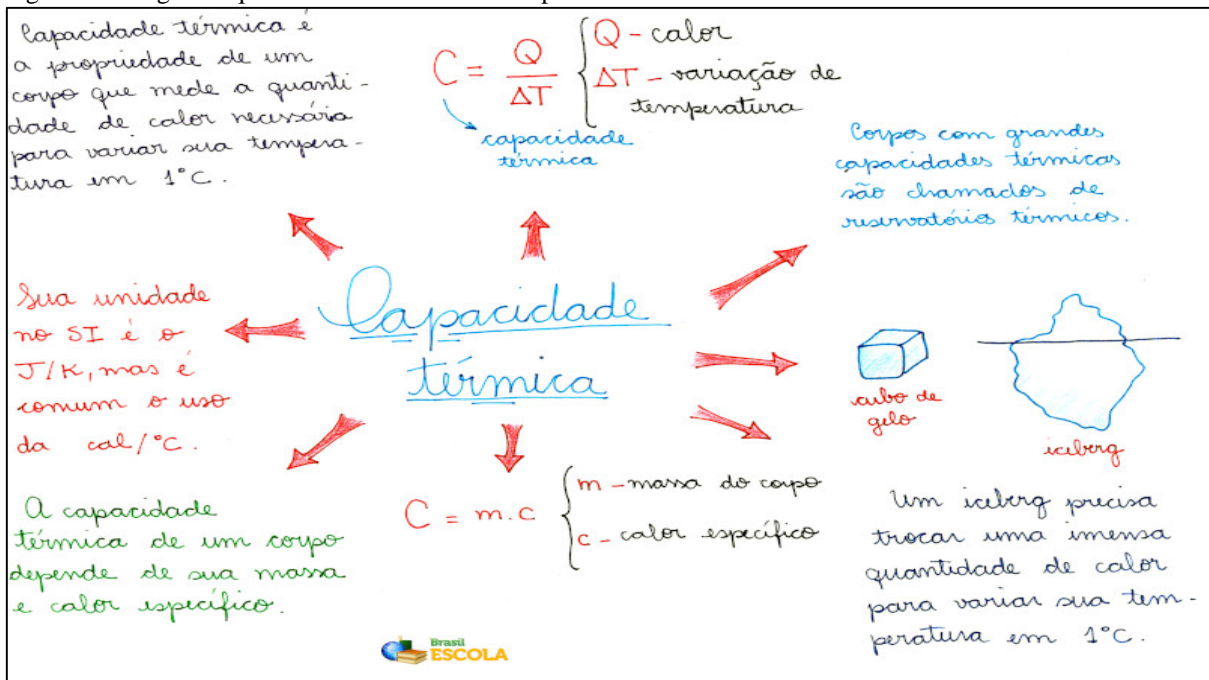 Capacidade térmica é
a propriedade de um
corpo que mede a quanti-
dade de calor necessária
para variar sua tempera-
tura em 1°C.
C = Q
ΔT
capacidade
térmica
Q - calor
ΔT - variação de
temperatura
Corpos com grandes
capacidades térmicas
são chamados de
reservatórios térmicos.
Sua unidade
no SI é o
J/K, mas é
comum o uso
da cal/°C.
Capacidade
térmica
cubo de
gelo
iceberg
A capacidade
térmica de um corpo
depende de sua massa
e calor específico.
C = m.c
m - massa do corpo
c - calor específico
Um iceberg precisa
trocar uma imensa
quantidade de calor
para variar sua tem-
peratura em 1°C.
Brasil
ESCOLA